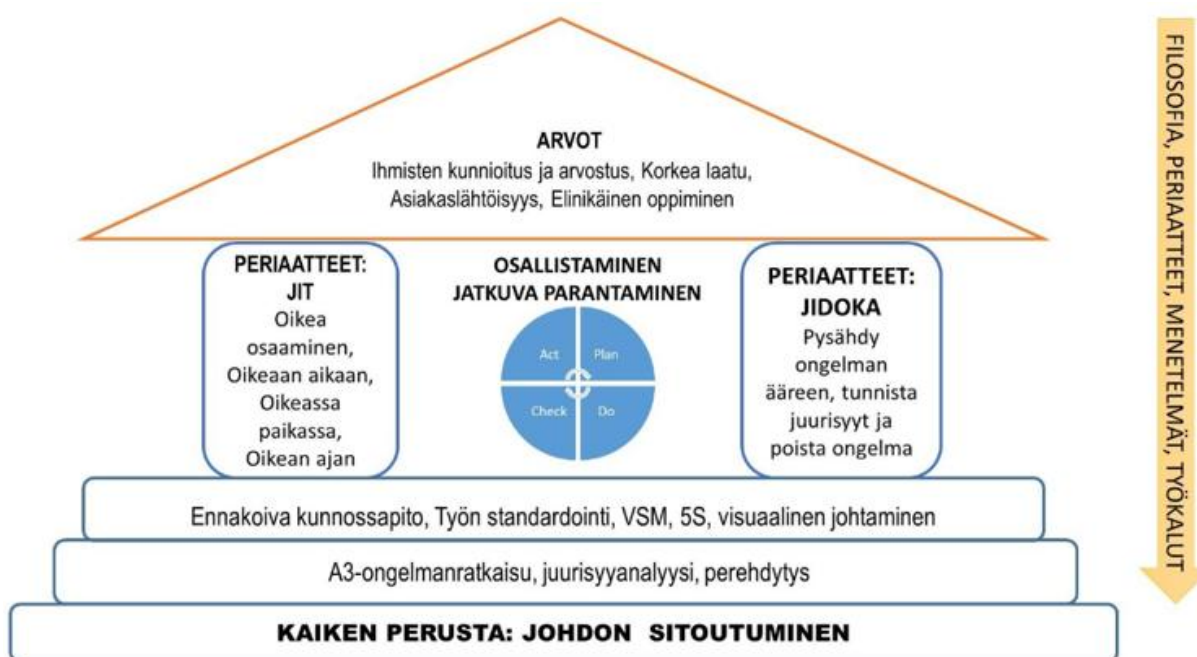 ARVOT
Ihmisten kunnioitus ja arvostus, Korkea laatu,
Asiakaslähtöisyys, Elinikäinen oppiminen
PERIAATTEET:
JIT
Oikea
osaaminen,
Oikeaan aikaan,
Oikeassa
paikassa,
Oikean ajan
OSALLISTAMINEN
JATKUVA PARANTAMINEN
Act
Plan
Check
Do
PERIAATTEET:
JIDOKA
Pysähdy
ongelman
ääreen, tunnista
juurisyyt ja
poista ongelma
Ennakoiva kunnossapito, Työn standardointi, VSM, 5S, visuaalinen johtaminen
A3-ongelmanratkaisu, juurisyyanalyysi, perehdytys
KAIKEN PERUSTA: JOHDON SITOUTUMINEN
FILOSOFIA, PERIAATTEET, MENETELMÄT, TYÖKALUT